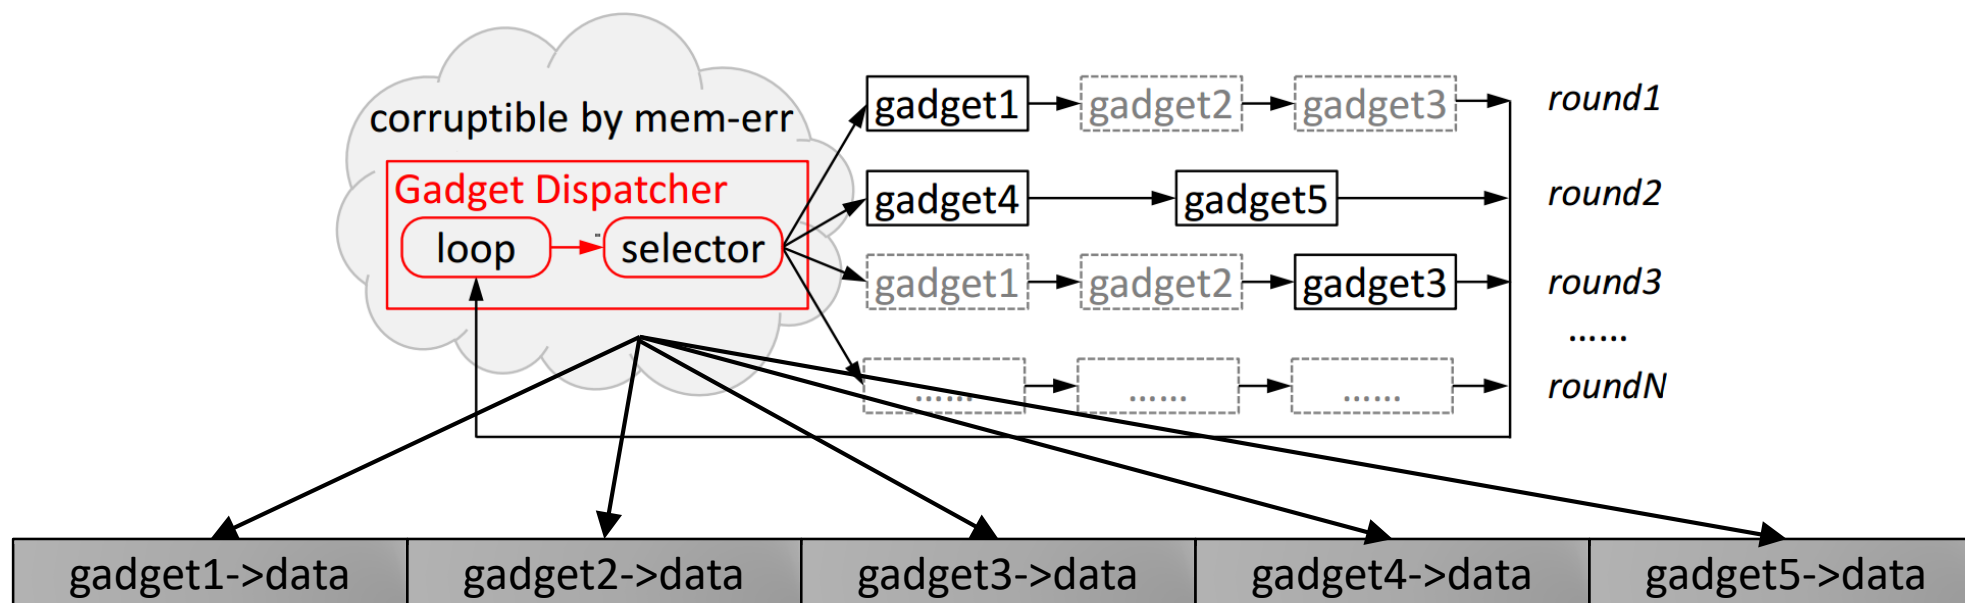 corruptible by mem-err
Gadget Dispatcher
loop selector
gadget1 gadget2 gadget3 round1
gadget4 gadget5 round2
gadget1 gadget2 gadget3 round3
......
...... ...... ...... roundN
gadget1->data gadget2->data gadget3->data gadget4->data gadget5->data